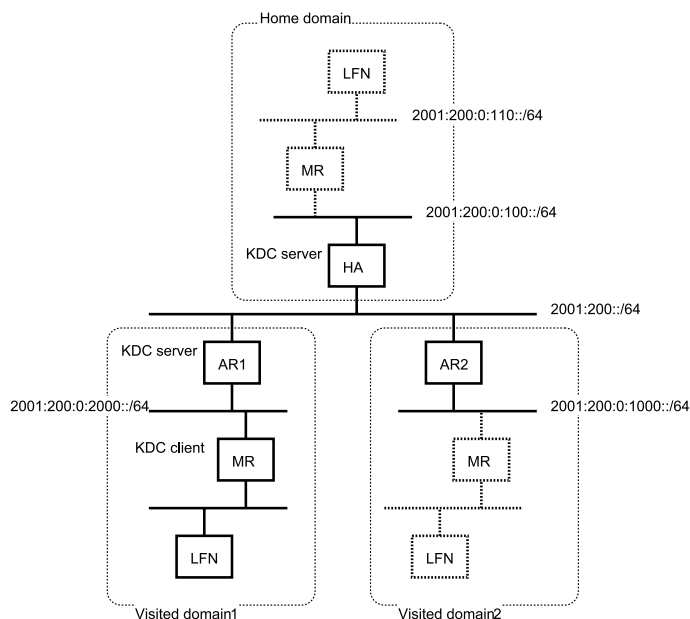 Home domain
LFN
2001:200:0:110::/64
MR
2001:200:0:100::/64
KDC server
HA
2001:200::/64
KDC server
AR1
AR2
2001:200:0:2000::/64
2001:200:0:1000::/64
KDC client
MR
MR
LFN
LFN
Visited domain1
Visited domain2